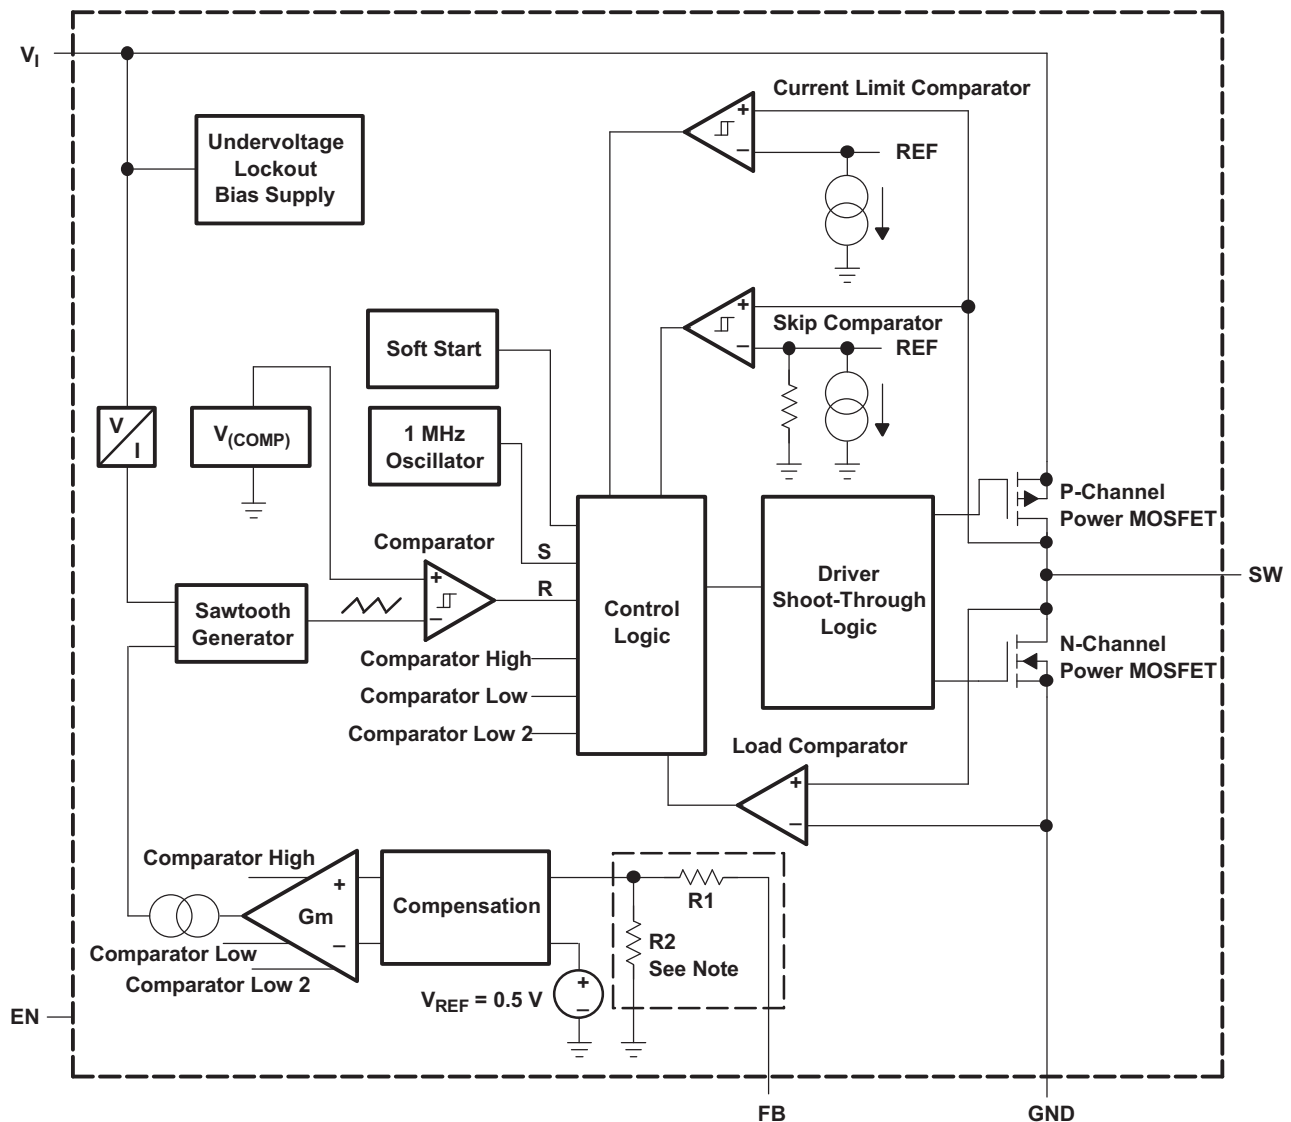 V_I
Current Limit Comparator
+
−
REF
Undervoltage
Lockout
Bias Supply
+
−
Skip Comparator
REF
Soft Start
V
I
V_(COMP)
1 MHz
Oscillator
P-Channel
Power MOSFET
Comparator
+
−
S
R
Sawtooth
Generator
Control
Logic
Driver
Shoot-Through
Logic
SW
N-Channel
Power MOSFET
Comparator High
Comparator Low
Comparator Low 2
Load Comparator
+
−
Comparator High
+
Gm
−
Compensation
R1
R2
See Note
Comparator Low
Comparator Low 2
V_REF = 0.5 V
+
−
EN
FB
GND